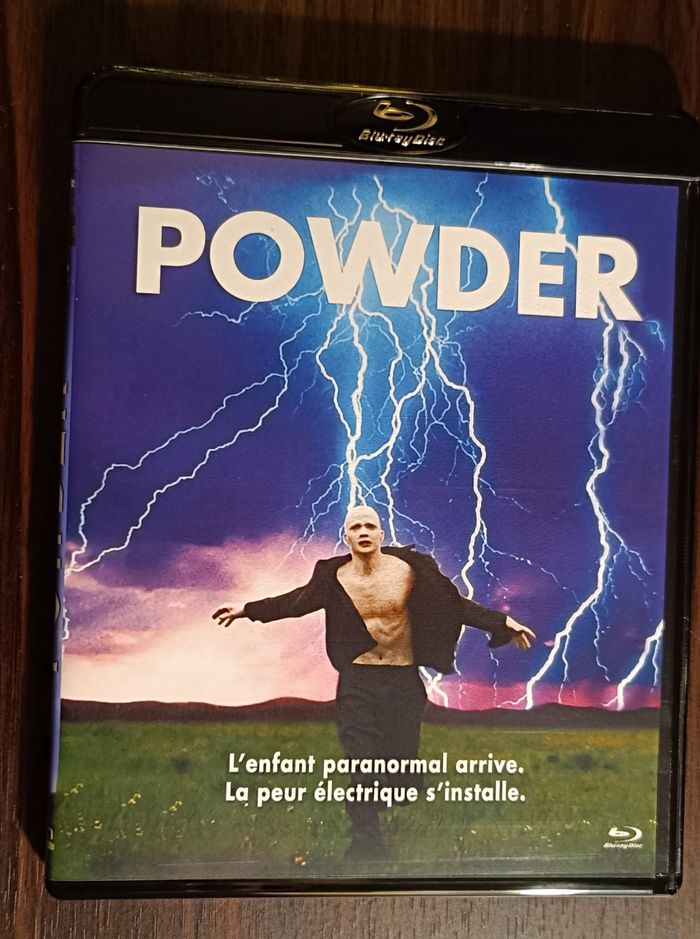 Blu-ray Disc
POWDER
L'enfant paranormal arrive.
La peur électrique s'installe.
Blu-ray Disc